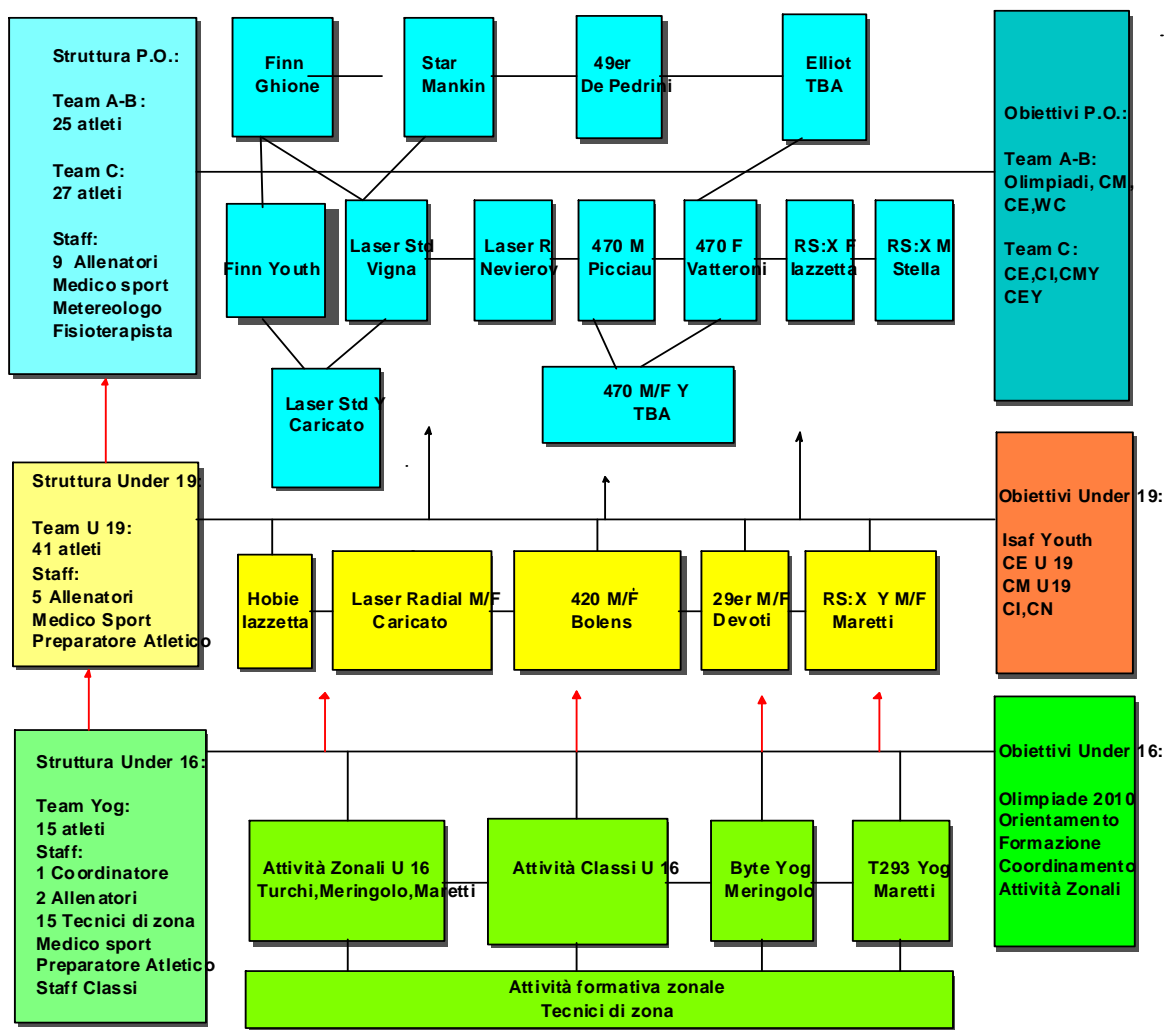 Struttura P.O.:
Team A-B:
25 atleti
Team C:
27 atleti
Staff:
9 Allenatori
Medico sport
Metereologo
Fisioterapista
Finn
Ghione
Star
Mankin
49er
De Pedrini
Elliot
TBA
Finn Youth
Laser Std
Vigna
Laser R
Nevierov
470 M
Picciau
470 F
Vatteroni
RS:X F
Iazzetta
RS:X M
Stella
Laser Std Y
Caricato
470 M/F Y
TBA
Obiettivi P.O.:
Team A-B:
Olimpiadi, CM,
CE,WC
Team C:
CE,CI,CMY
CEY
Struttura Under 19:
Team U 19:
41 atleti
Staff:
5 Allenatori
Medico Sport
Preparatore Atletico
Hobie
Iazzetta
Laser Radial M/F
Caricato
420 M/F
Bolens
29er M/F
Devoti
RS:X Y M/F
Maretti
Obiettivi Under 19:
Isaf Youth
CE U 19
CM U19
CI,CN
Struttura Under 16:
Team Yog:
15 atleti
Staff:
1 Coordinatore
2 Allenatori
15 Tecnici di zona
Medico sport
Preparatore Atletico
Staff Classi
Attività Zonali U 16
Turchi,Meringolo,Maretti
Attività Classi U 16
Byte Yog
Meringolo
T293 Yog
Maretti
Attività formativa zonale
Tecnici di zona
Obiettivi Under 16:
Olimpiade 2010
Orientamento
Formazione
Coordinamento
Attività Zonali